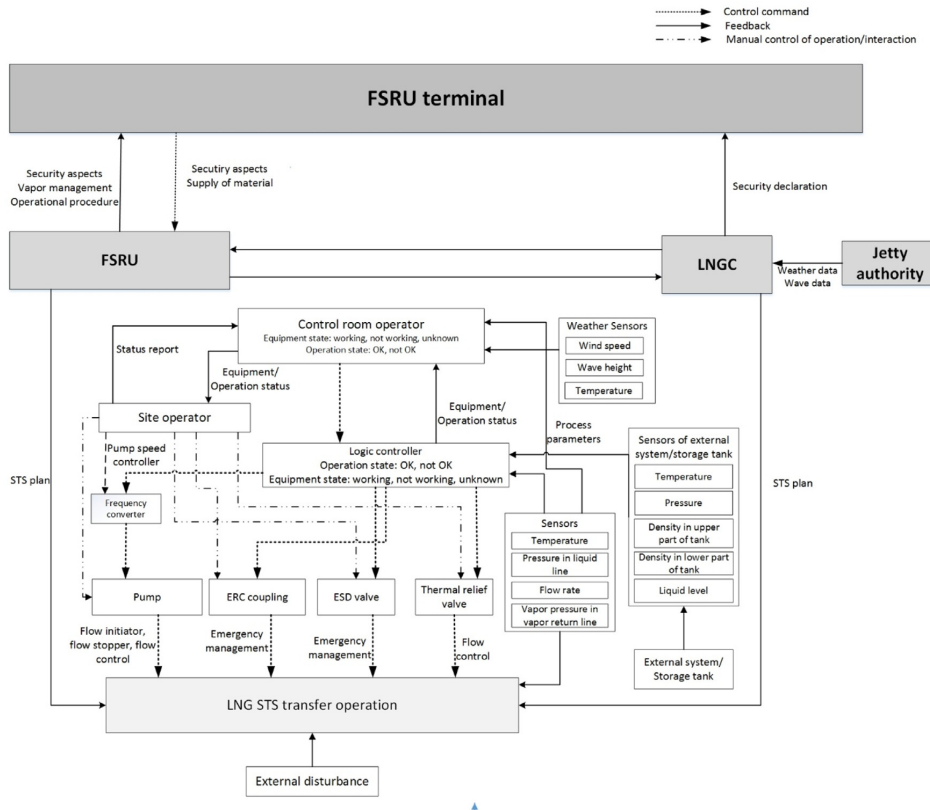 Control command
Feedback
Manual control of operation/interaction
FSRU terminal
Security aspects
Vapor management
Operational procedure
Secutiry aspects
Supply of material
Security declaration
FSRU
LNGC
Jetty
authority
Weather data
Wave data
Control room operator
Equipment state: working, not working, unknown
Operation state: OK, not OK
Weather Sensors
Wind speed
Wave height
Temperature
Status report
Equipment/
Operation status
Site operator
Equipment/
Operation status
Process
parameters
Pump speed
controller
Logic controller
Operation state: OK, not OK
Equipment state: working, not working, unknown
Sensors of external
system/storage tank
Temperature
Pressure
Density in upper
part of tank
Density in lower
part of tank
Liquid level
STS plan
STS plan
Frequency
converter
Sensors
Temperature
Pressure in liquid
line
Flow rate
Vapor pressure in
vapor return line
Pump
ERC coupling
ESD valve
Thermal relief
valve
Flow initiator,
flow stopper, flow
control
Emergency
management
Emergency
management
Flow
control
External system/
Storage tank
LNG STS transfer operation
External disturbance